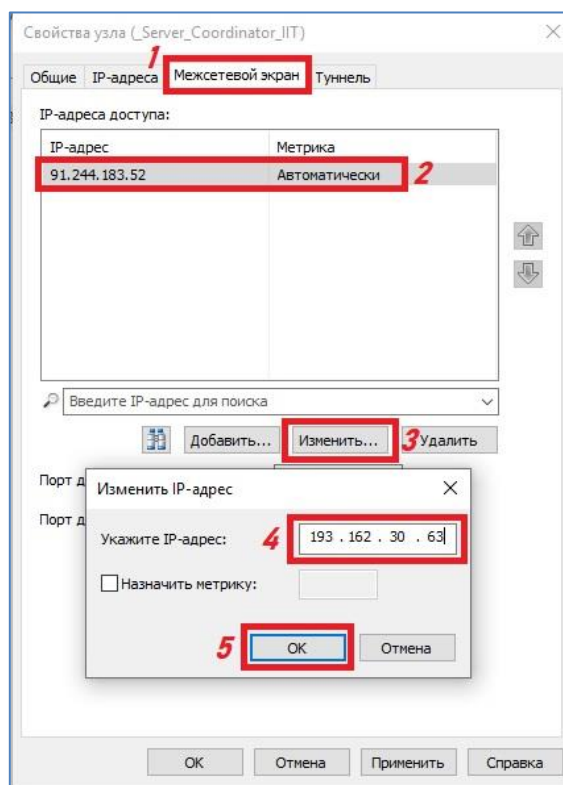 Свойства узла (_Server_Coordinator_IIT)
1
Общие IP-адреса Межсетевой экран Туннель
IP-адреса доступа:
IP-адрес Метрика
91.244.183.52 Автоматически 2
Введите IP-адрес для поиска
Добавить... Изменить... 3 Удалить
Порт д
Изменить IP-адрес
Порт д
Укажите IP-адрес: 4 193 . 162 . 30 . 63
Назначить метрику:
5 OK Отмена
OK Отмена Применить Справка